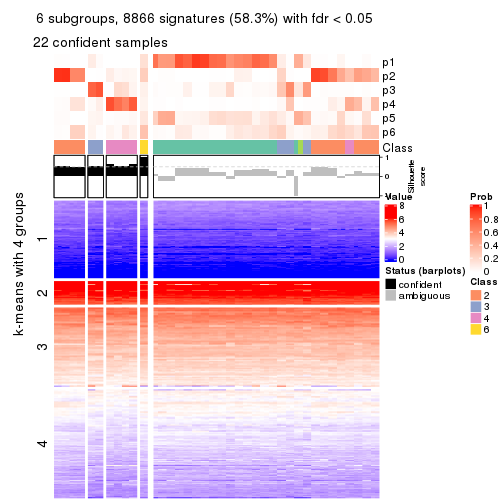 6 subgroups, 8866 signatures (58.3%) with fdr < 0.05
22 confident samples
p1
p2
p3
p4
p5
p6
Class
1
0
Silhouette
score
k-means with 4 groups
1
2
3
4
Value
8
6
4
2
0
Status (barplots)
confident
ambiguous
Prob
1
0.8
0.6
0.4
0.2
0
Class
2
3
4
6